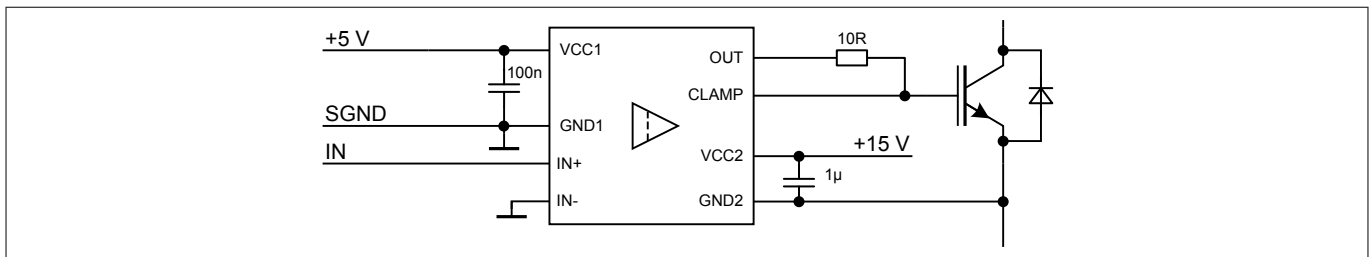 +5 V
VCC1
100n
SGND
GND1
IN
IN+
IN-
OUT
10R
CLAMP
VCC2
+15 V
1µ
GND2